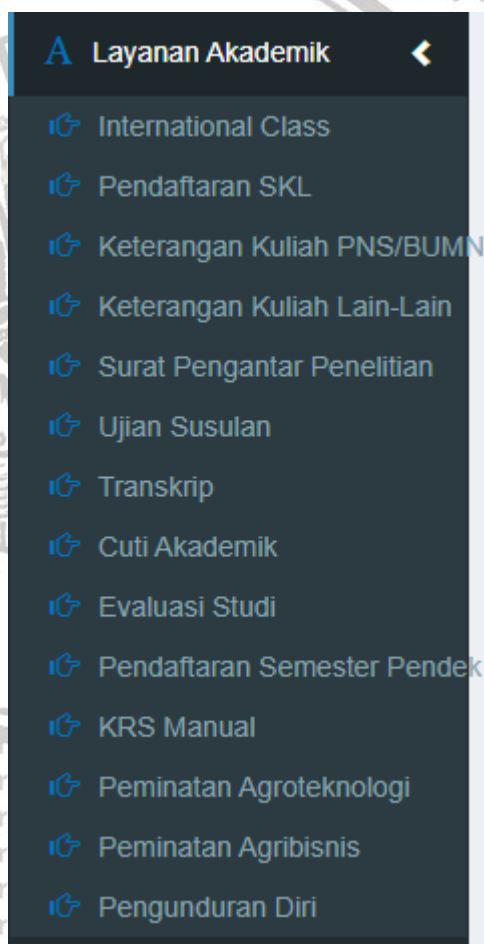 A Layanan Akademik
International Class
Pendaftaran SKL
Keterangan Kuliah PNS/BUMN
Keterangan Kuliah Lain-Lain
Surat Pengantar Penelitian
Ujian Susulan
Transkrip
Cuti Akademik
Evaluasi Studi
Pendaftaran Semester Pendek
KRS Manual
Peminatan Agroteknologi
Peminatan Agribisnis
Pengunduran Diri